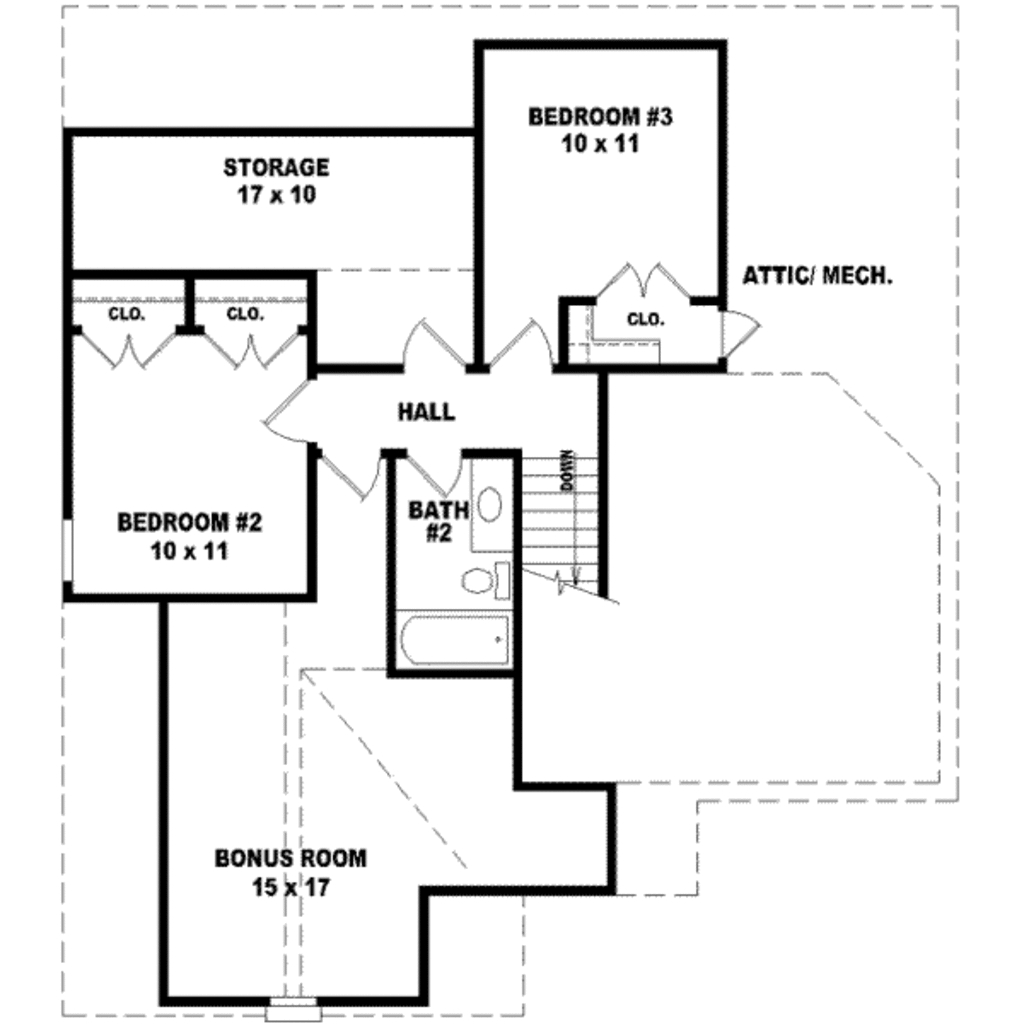 BEDROOM #3
10 x 11
STORAGE
17 x 10
ATTIC/ MECH.
CLO.
CLO.
CLO.
HALL
DOWN
BATH
#2
BEDROOM #2
10 x 11
BONUS ROOM
15 x 17